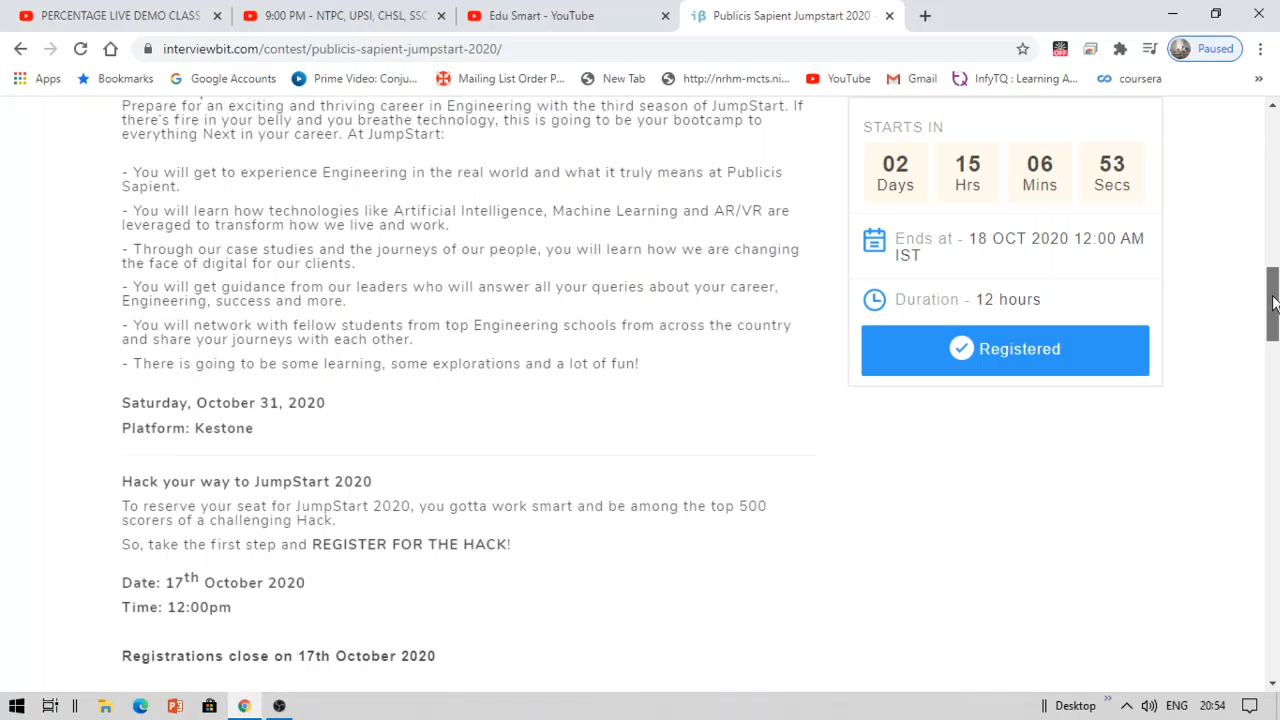 PERCENTAGE LIVE DEMO CLASS
9:00 PM - NTPC, UPSI, CHSL, SSC
Edu Smart - YouTube
Publicis Sapient Jumpstart 2020 -
interviewbit.com/contest/publicis-sapient-jumpstart-2020/
Paused
Apps
Bookmarks
Google Accounts
Prime Video: Conju...
Mailing List Order P...
New Tab
http://nrhm-mcts.ni...
YouTube
Gmail
InfyTQ : Learning A...
coursera
»
Prepare for an exciting and thriving career in Engineering with the third season of JumpStart. If
there's fire in your belly and you breathe technology, this is going to be your bootcamp to
everything Next in your career. At JumpStart:
- You will get to experience Engineering in the real world and what it truly means at Publicis
Sapient.
- You will learn how technologies like Artificial Intelligence, Machine Learning and AR/VR are
leveraged to transform how we live and work.
- Through our case studies and the journeys of our people, you will learn how we are changing
the face of digital for our clients.
- You will get guidance from our leaders who will answer all your queries about your career,
Engineering, success and more.
- You will network with fellow students from top Engineering schools from across the country
and share your journeys with each other.
- There is going to be some learning, some explorations and a lot of fun!
Saturday, October 31, 2020
Platform: Kestone
Hack your way to JumpStart 2020
To reserve your seat for JumpStart 2020, you gotta work smart and be among the top 500
scorers of a challenging Hack.
So, take the first step and REGISTER FOR THE HACK!
Date: 17th October 2020
Time: 12:00pm
Registrations close on 17th October 2020
STARTS IN
02 15 06 53
Days Hrs Mins Secs
Ends at - 18 OCT 2020 12:00 AM
IST
Duration - 12 hours
Registered
Desktop
»
ENG
20:54